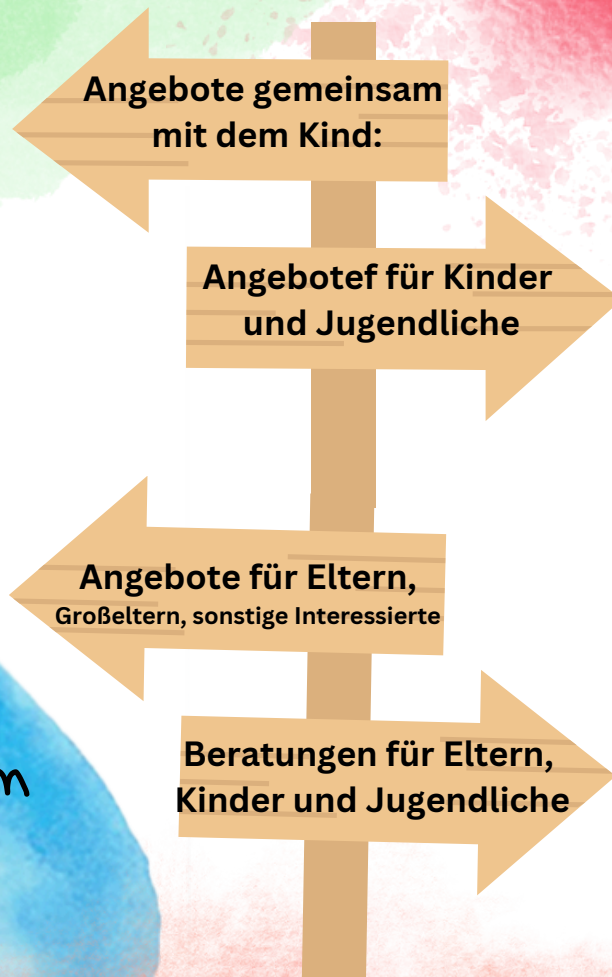 Angebote gemeinsam
mit dem Kind:
Angebotef für Kinder
und Jugendliche
Angebote für Eltern,
Großeltern, sonstige Interessierte
Beratungen für Eltern,
Kinder und Jugendliche